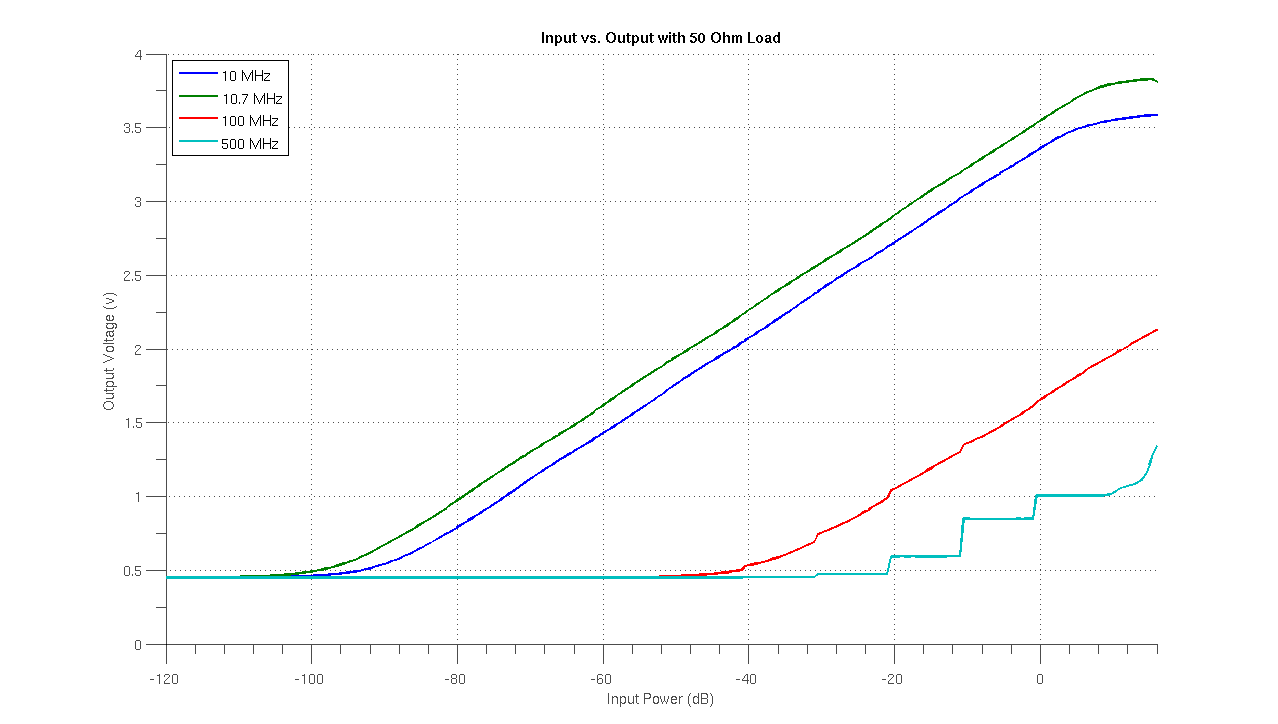 Input vs. Output with 50 Ohm Load
10 MHz
10.7 MHz
100 MHz
500 MHz
Output Voltage (v)
4
3.5
3
2.5
2
1.5
1
0.5
0
-120
-100
-80
-60
-40
-20
0
Input Power (dB)